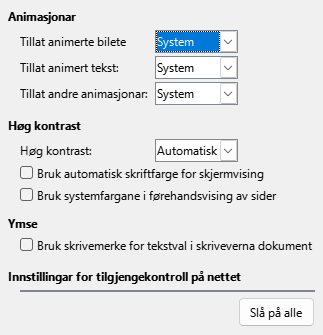 Animasjonar
Tillat animerte bilete System
Tillat animert tekst: System
Tillat andre animasjonar: System
Høg kontrast
Høg kontrast: Automatisk
Bruk automatisk skriftfarge for skjermvising
Bruk systemfargane i førehandsvising av sider
Ymse
Bruk skrivemerke for tekstval i skriveverna dokument
Innstillingar for tilgjengekontroll på nettet
Slå på alle